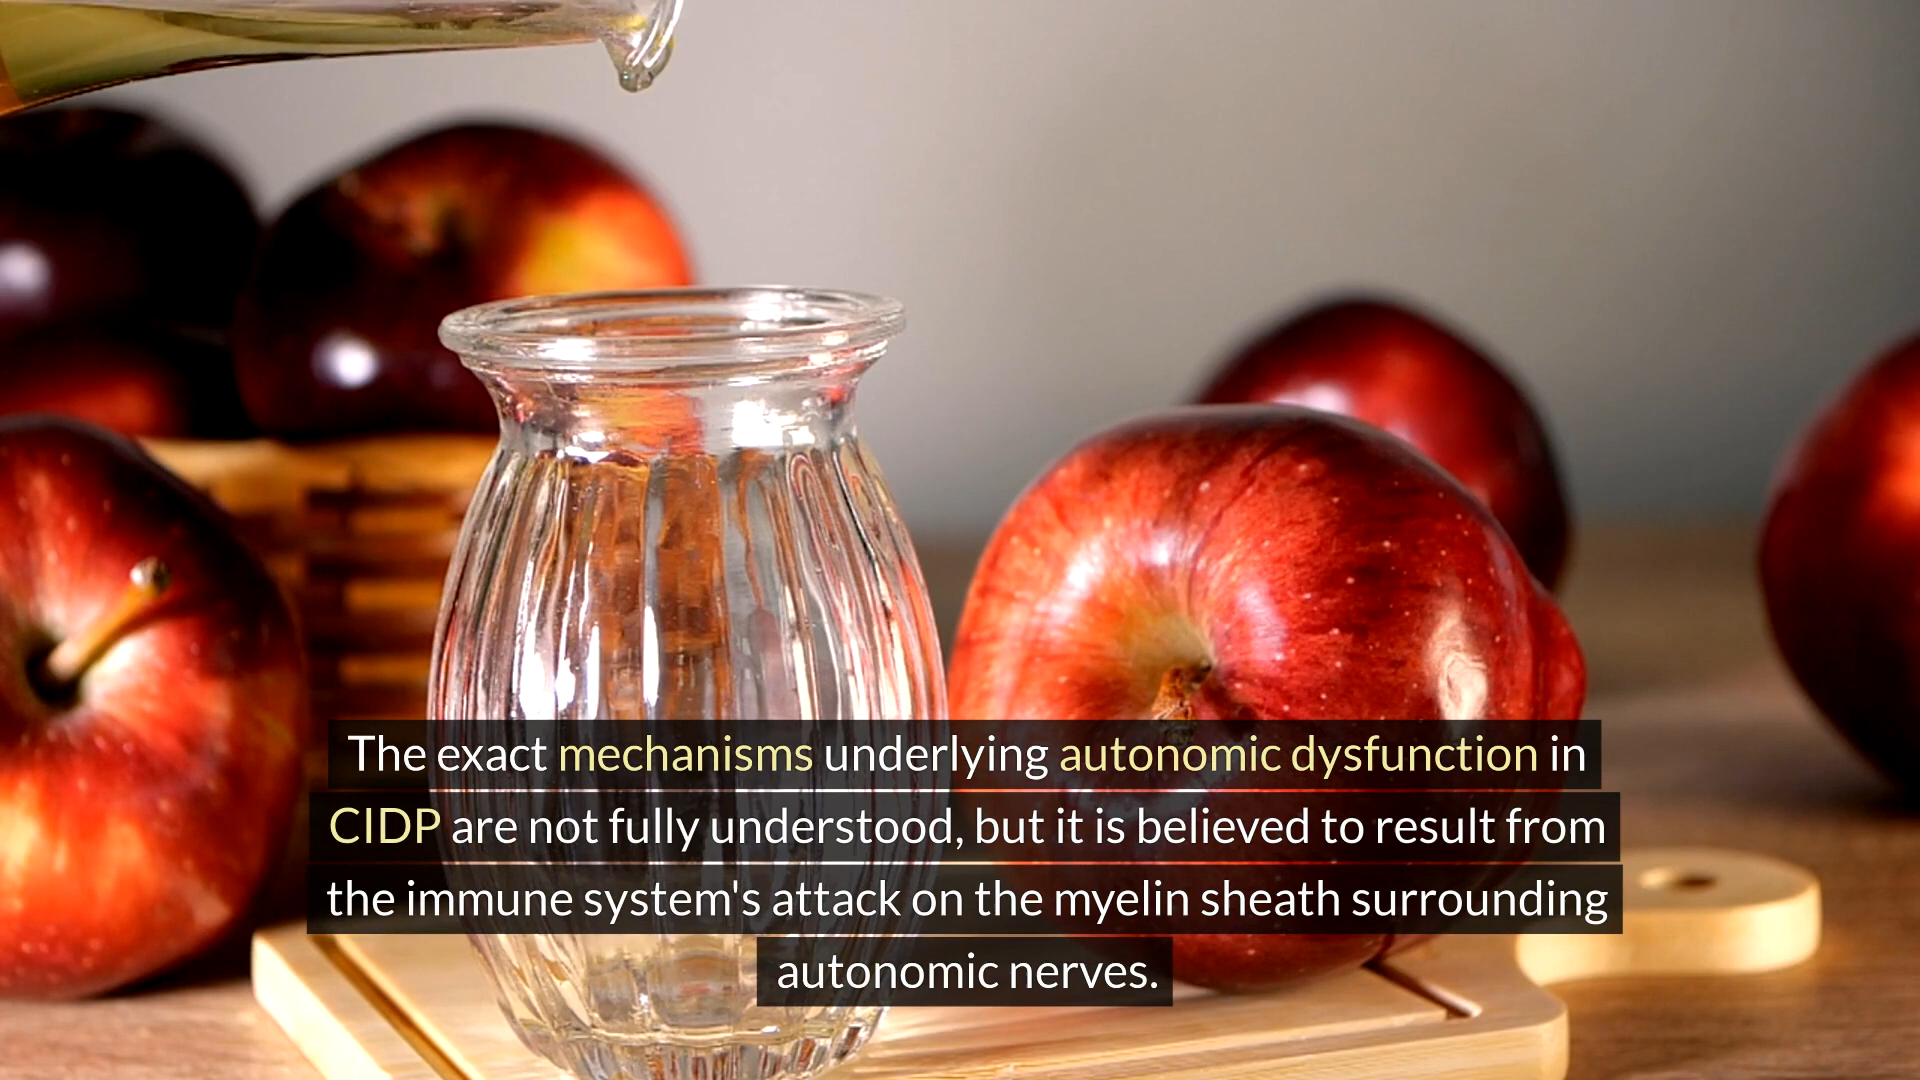 The exact mechanisms underlying autonomic dysfunction in
CIDP are not fully understood, but it is believed to result from
the immune system's attack on the myelin sheath surrounding
autonomic nerves.